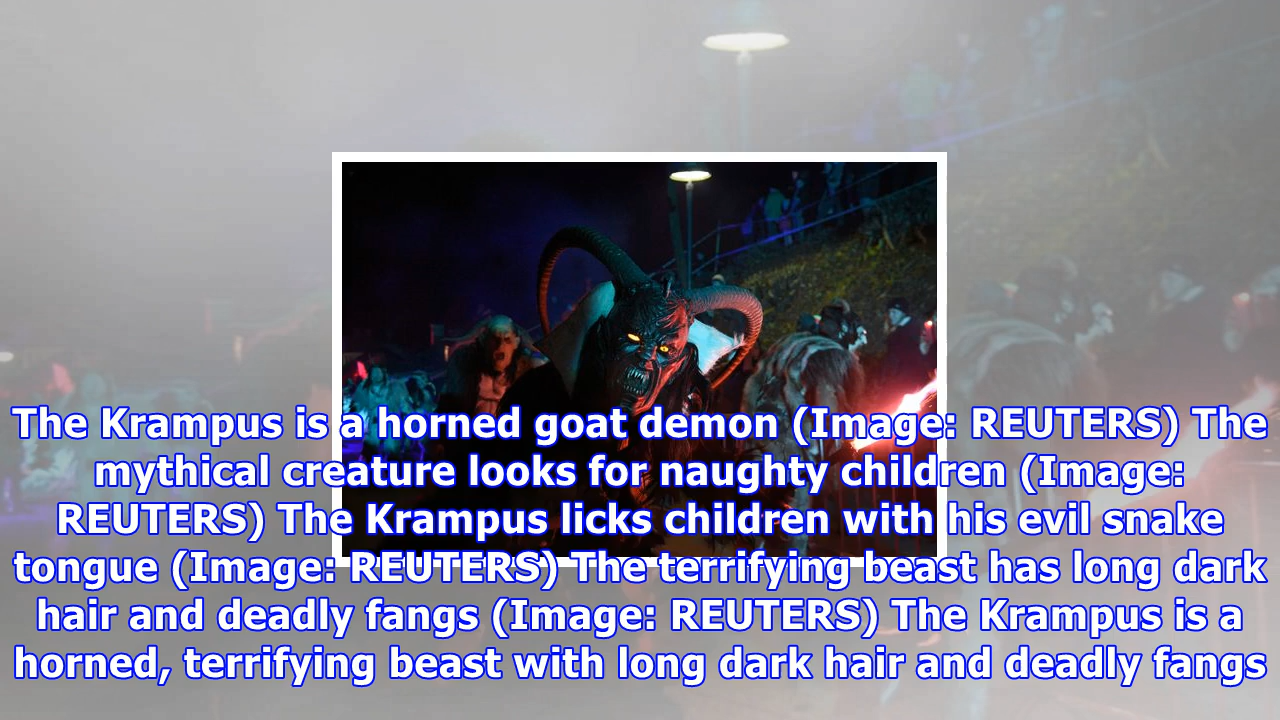 The Krampus is a horned goat demon (Image: REUTERS) The
mythical creature looks for naughty children (Image:
REUTERS) The Krampus licks children with his evil snake
tongue (Image: REUTERS) The terrifying beast has long dark
hair and deadly fangs (Image: REUTERS) The Krampus is a
horned, terrifying beast with long dark hair and deadly fangs